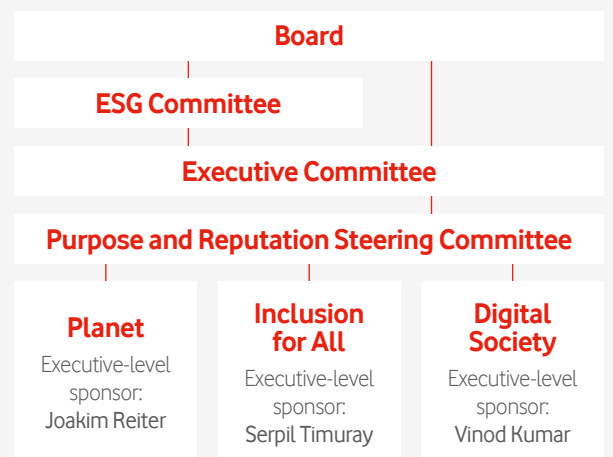 Board
ESG Committee
Executive Committee
Purpose and Reputation Steering Committee
Planet
Executive-level
sponsor:
Joakim Reiter
Inclusion
for All
Executive-level
sponsor:
Serpil Timuray
Digital
Society
Executive-level
sponsor:
Vinod Kumar